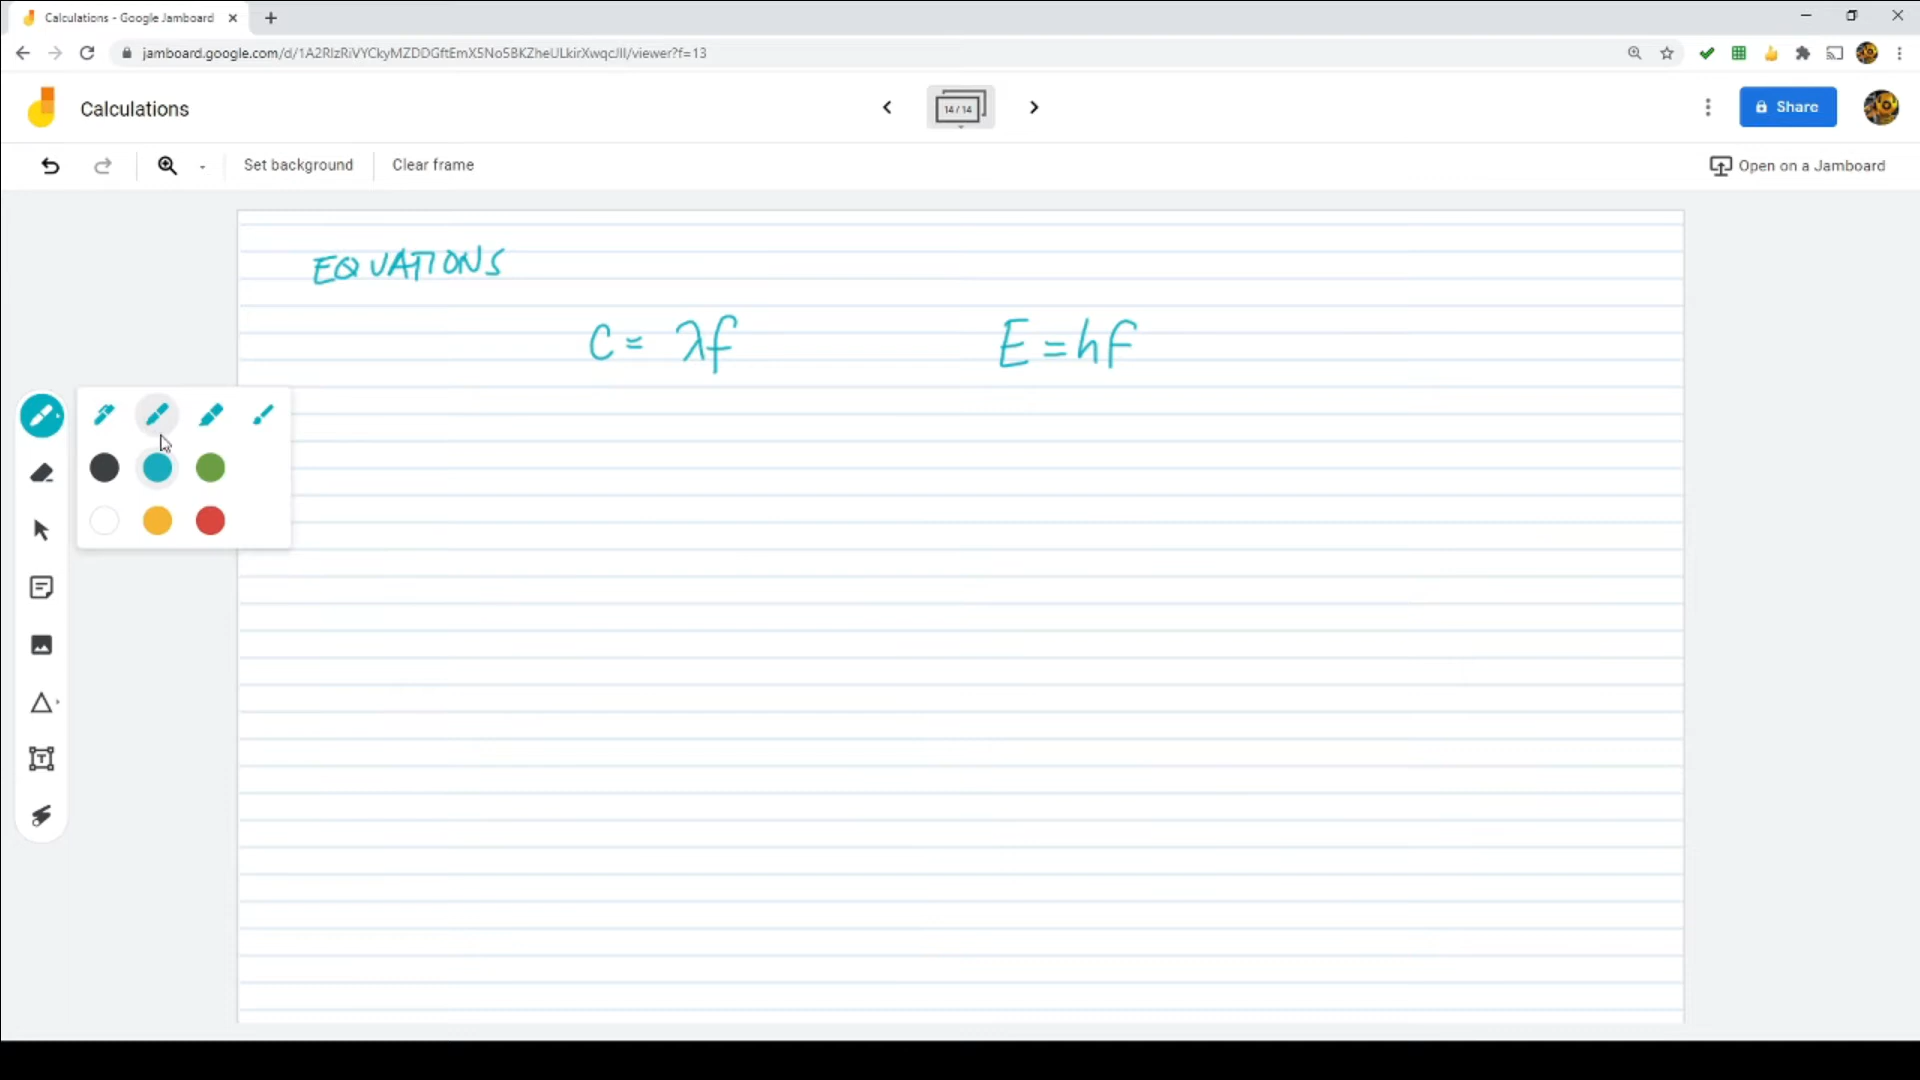 Calculations - Google Jamboard
jamboard.google.com/d/1A2RlzRiVYCkyMZDDGftEmX5No5BKZheULkirXwqcJlI/viewer?f=13
Calculations
14 / 14
Share
Set background
Clear frame
Open on a Jamboard
EQUATIONS
C = λf
E = hf